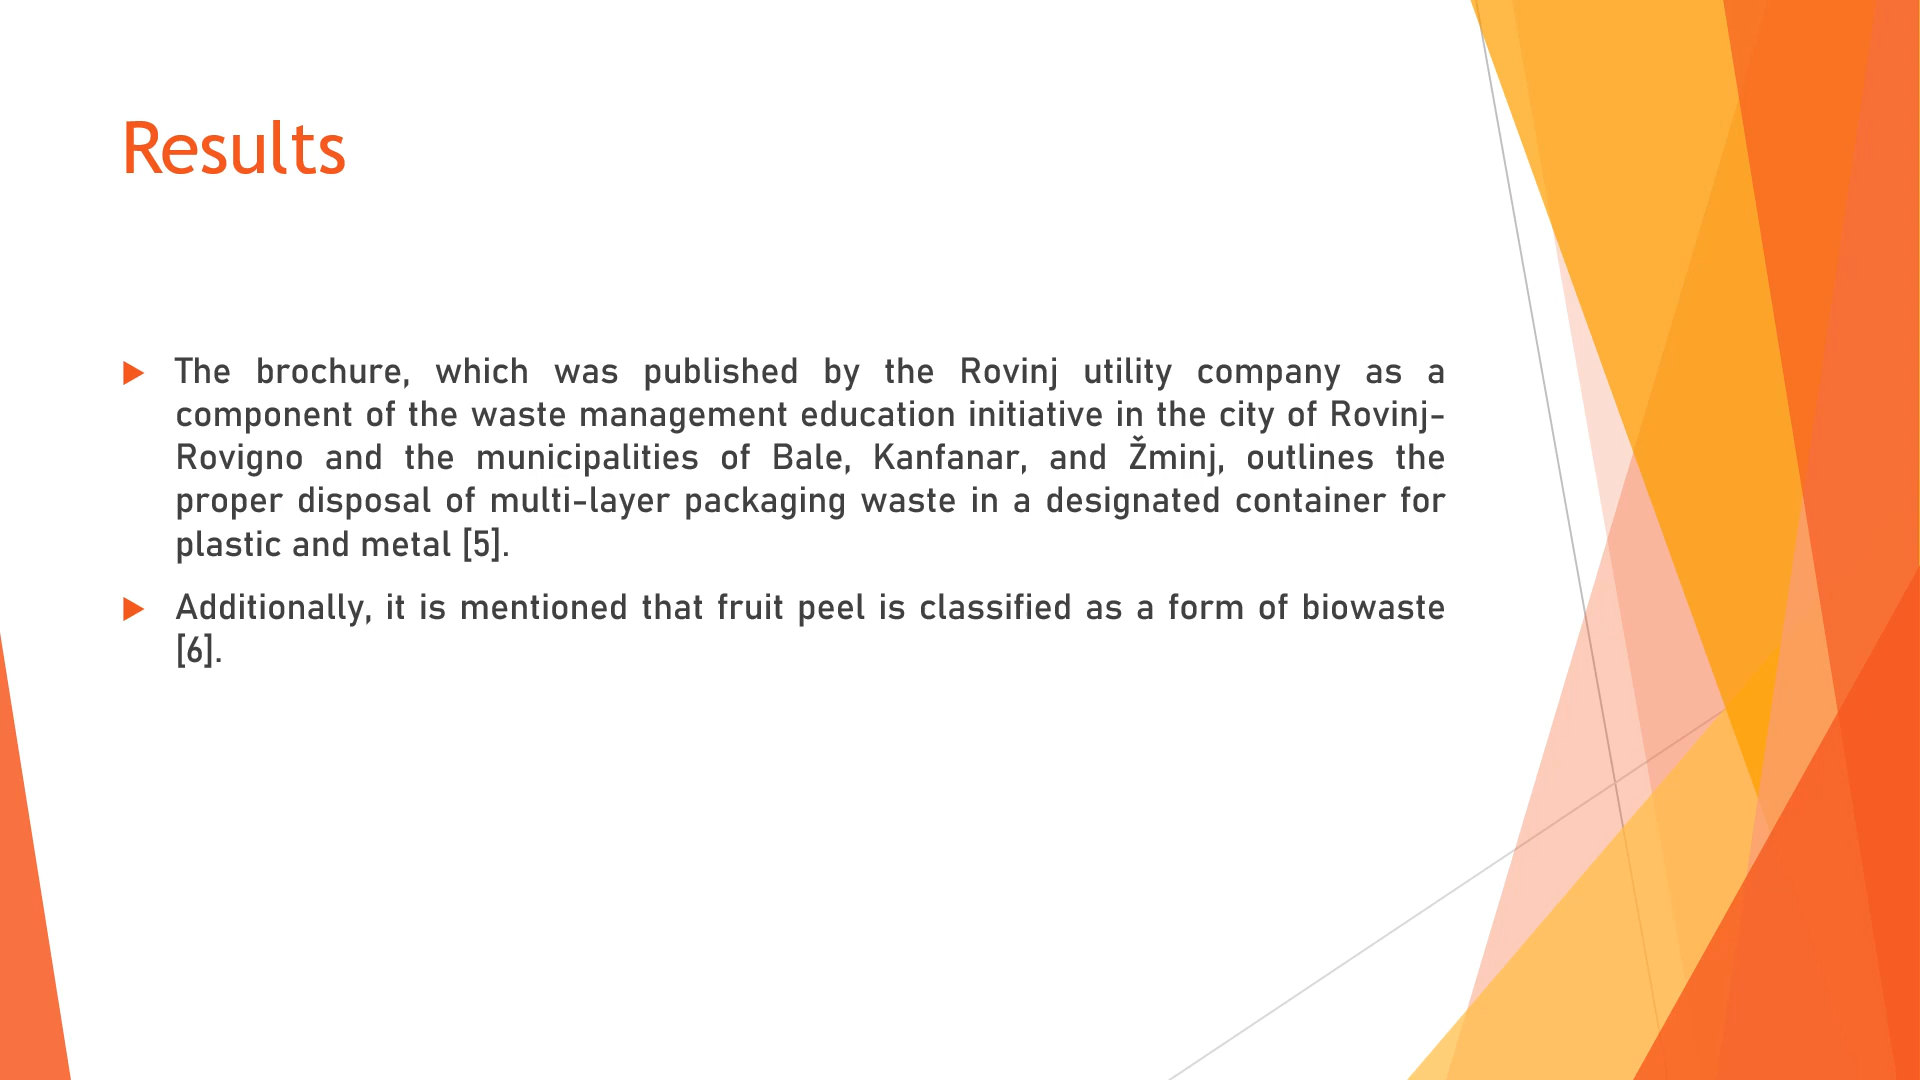 Results
The brochure, which was published by the Rovinj utility company as a
component of the waste management education initiative in the city of Rovinj-
Rovigno and the municipalities of Bale, Kanfanar, and Žminj, outlines the
proper disposal of multi-layer packaging waste in a designated container for
plastic and metal [5].
Additionally, it is mentioned that fruit peel is classified as a form of biowaste
[6].